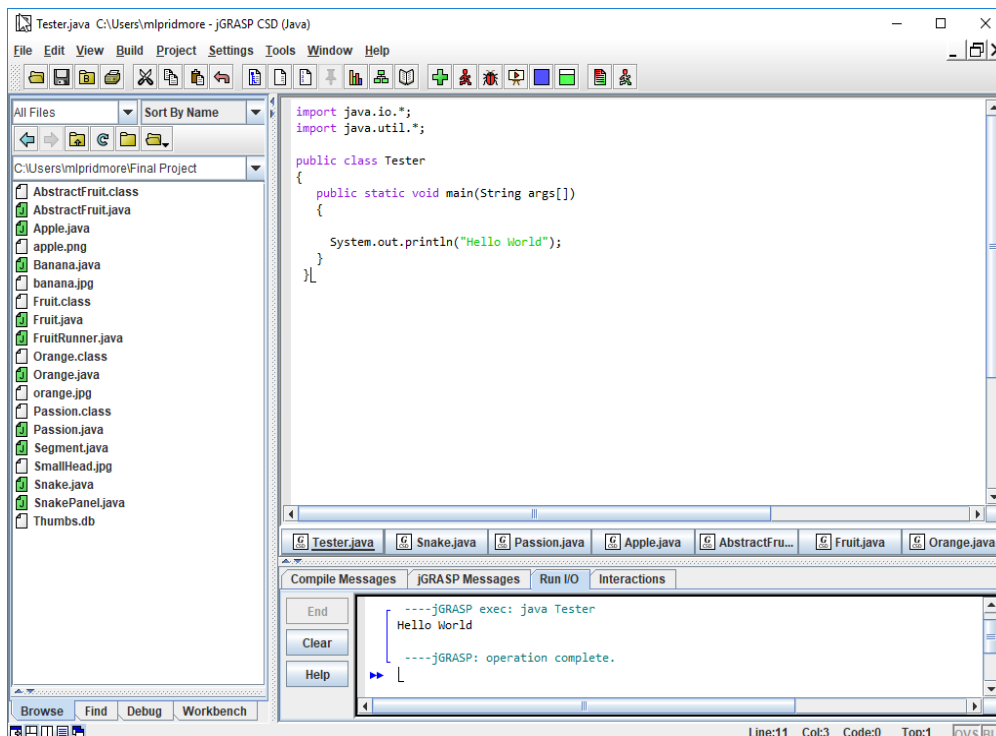 Tester.java C:\Users\mlpridmore - jGRASP CSD (Java)
File Edit View Build Project Settings Tools Window Help
All Files Sort By Name
C:\Users\mlpridmore\Final Project
AbstractFruit.class
AbstractFruit.java
Apple.java
apple.png
Banana.java
banana.jpg
Fruit.class
Fruit.java
FruitRunner.java
Orange.class
Orange.java
orange.jpg
Passion.class
Passion.java
Segment.java
SmallHead.jpg
Snake.java
SnakePanel.java
Thumbs.db
Browse Find Debug Workbench
import java.io.*;
import java.util.*;
public class Tester
{
public static void main(String args[])
{
System.out.println("Hello World");
}
}
Tester.java Snake.java Passion.java Apple.java AbstractFru... Fruit.java Orange.java
Compile Messages jGRASP Messages Run I/O Interactions
End
Clear
Help
----jGRASP exec: java Tester
Hello World
----jGRASP: operation complete.
Line:11 Col:3 Code:0 Top:1